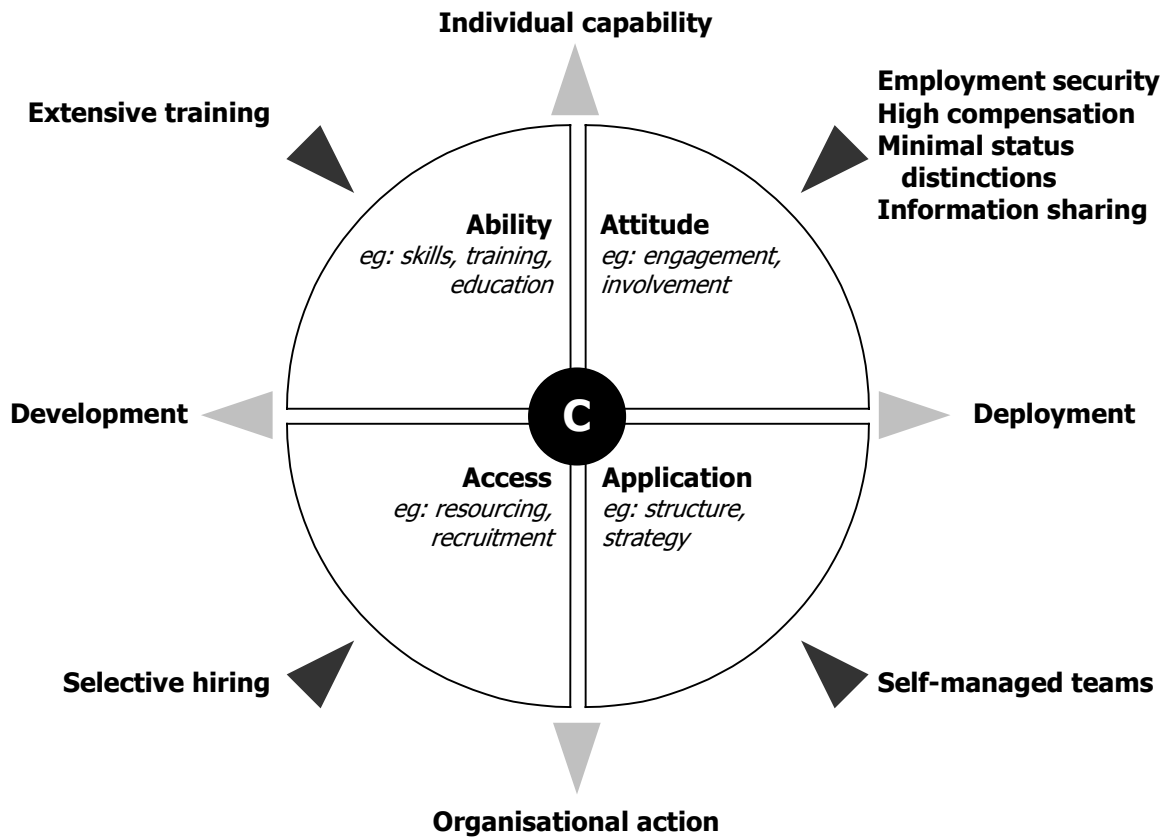 Individual capability
Extensive training
Employment security
High compensation
Minimal status
distinctions
Information sharing
Ability
eg: skills, training,
education
Attitude
eg: engagement,
involvement
Development
C
Deployment
Access
eg: resourcing,
recruitment
Application
eg: structure,
strategy
Selective hiring
Self-managed teams
Organisational action